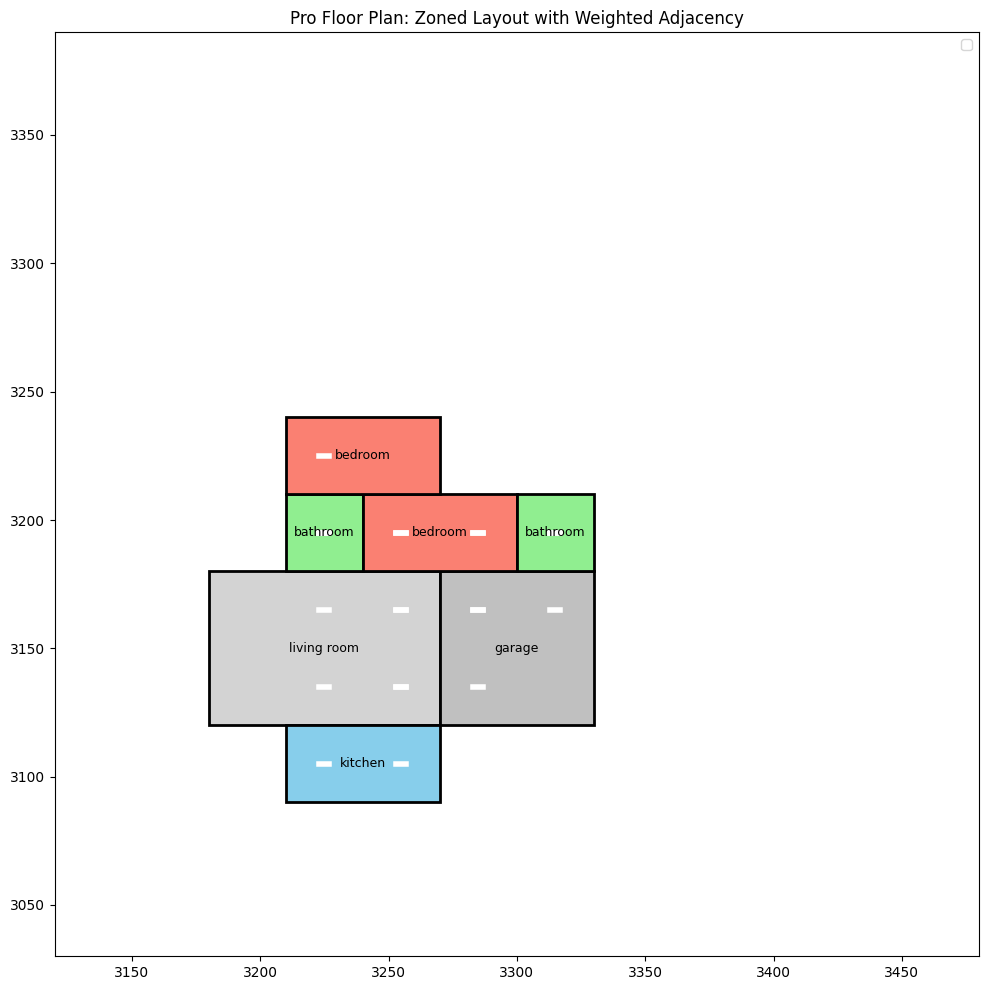 Pro Floor Plan: Zoned Layout with Weighted Adjacency
3350
3300
3250
3200
3150
3100
3050
bedroom
bathroom bedroom bathroom
living room garage
kitchen
3150 3200 3250 3300 3350 3400 3450